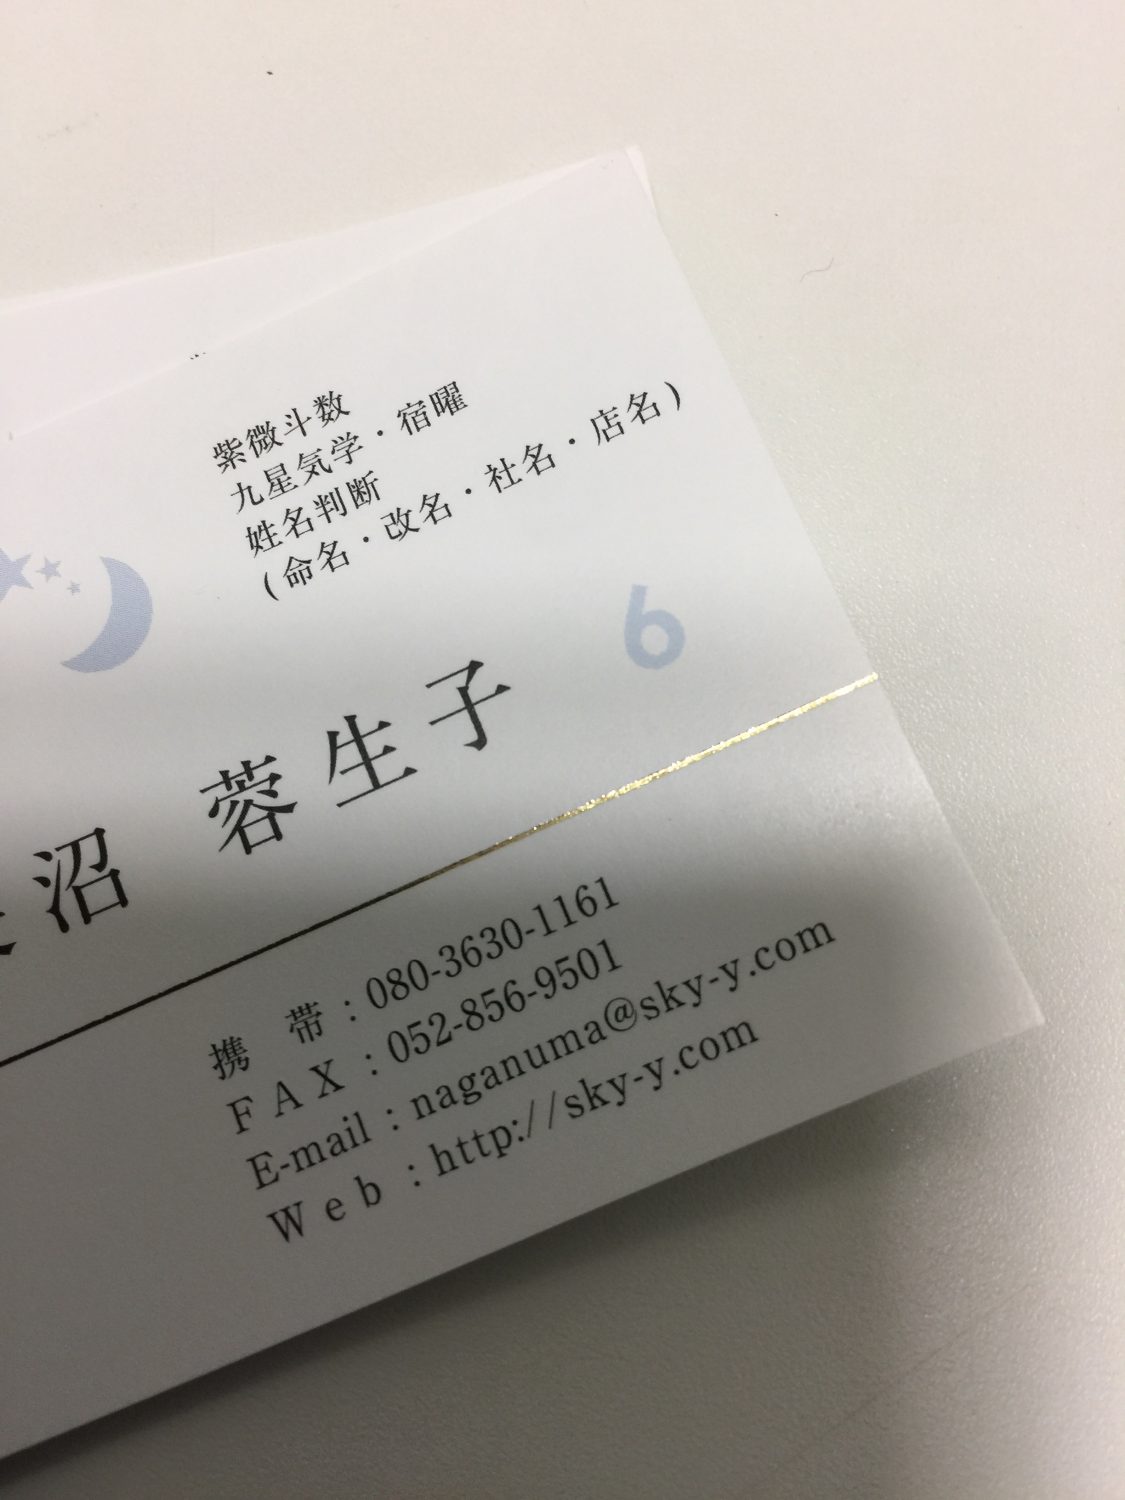 紫微斗数
九星気学・宿曜
姓名判断
(命名・改名・社名・店名)
6
沼 蓉生子
携 帯 : 080-3630-1161
FAX : 052-856-9501
E-mail : naganuma@sky-y.com
Web : http://sky-y.com